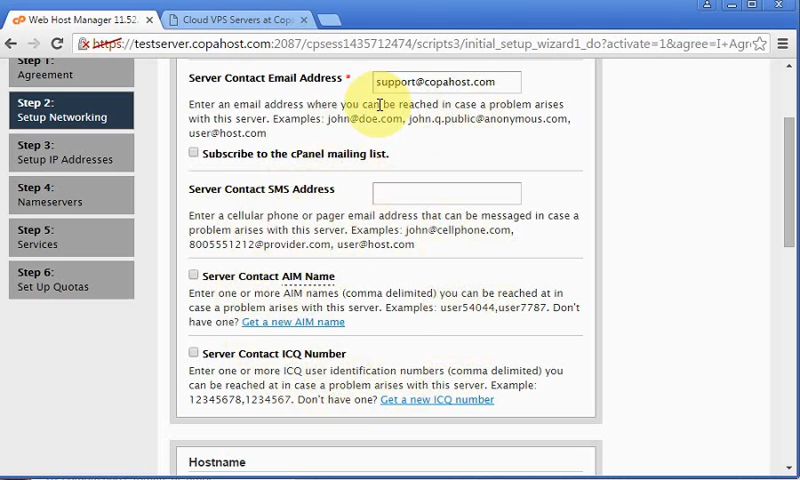 Web Host Manager 11.52.
Cloud VPS Servers at Copa
https://testserver.copahost.com:2087/cpsess1435712474/scripts3/initial_setup_wizard1_do?activate=1&agree=I+Agre
Step 1:
Agreement
Step 2:
Setup Networking
Step 3:
Setup IP Addresses
Step 4:
Nameservers
Step 5:
Services
Step 6:
Set Up Quotas
Server Contact Email Address *
support@copahost.com
Enter an email address where you can be reached in case a problem arises
with this server. Examples: john@doe.com, john.q.public@anonymous.com,
user@host.com
Subscribe to the cPanel mailing list.
Server Contact SMS Address
Enter a cellular phone or pager email address that can be messaged in case a
problem arises with this server. Examples: john@cellphone.com,
8005551212@provider.com, user@host.com
Server Contact AIM Name
Enter one or more AIM names (comma delimited) you can be reached at in
case a problem arises with this server. Examples: user54044,user7787. Don't
have one? Get a new AIM name
Server Contact ICQ Number
Enter one or more ICQ user identification numbers (comma delimited) you
can be reached at in case a problem arises with this server. Example:
12345678,1234567. Don't have one? Get a new ICQ number
Hostname